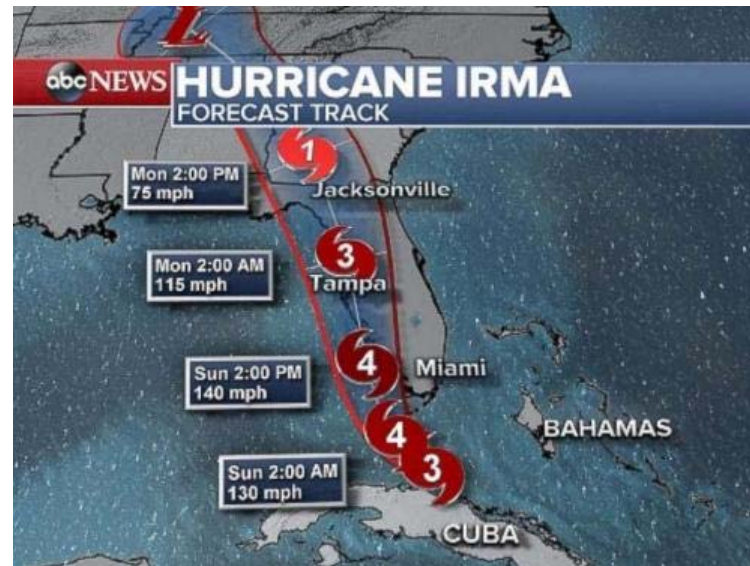 abc NEWS
HURRICANE IRMA
FORECAST TRACK
L
1
Mon 2:00 PM
75 mph
Jacksonville
3
Mon 2:00 AM
115 mph
Tampa
4
Sun 2:00 PM
140 mph
Miami
4
BAHAMAS
3
Sun 2:00 AM
130 mph
CUBA